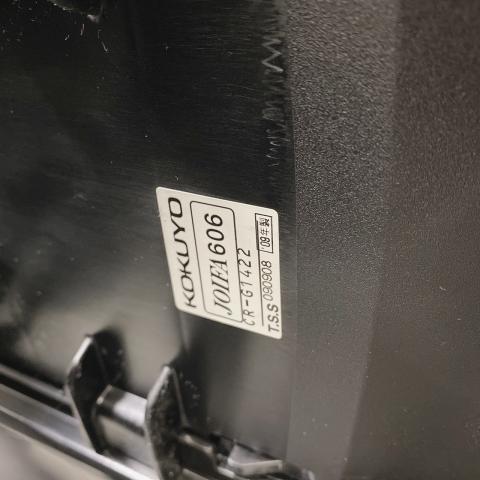 KOKUYO
JOIFA606
CR-G1422
T.S.S 090908 '09年製